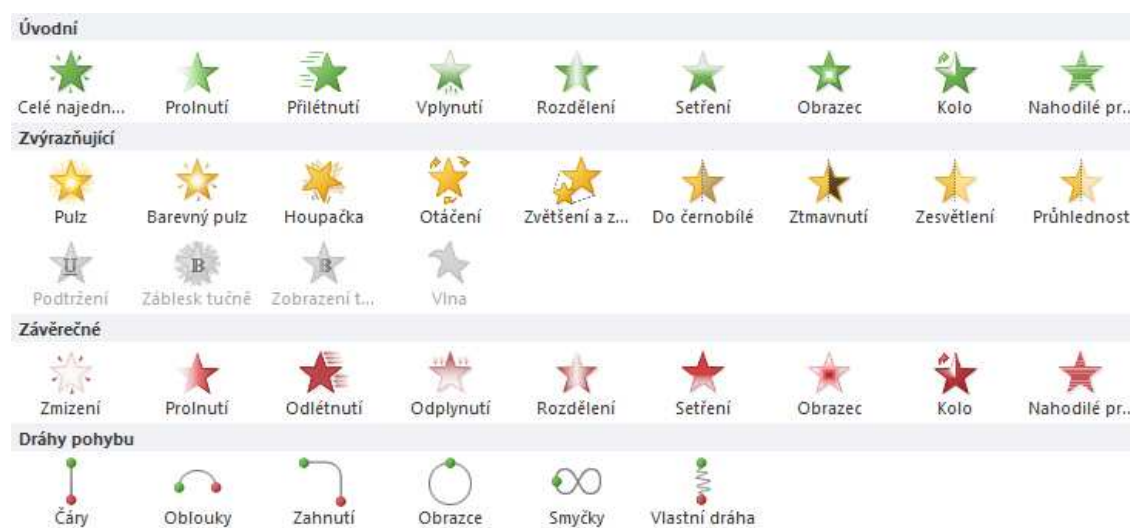 Úvodní
Celé najedn... Prolnutí Přilétnutí Vplynutí Rozdělení Setření Obrazec Kolo Nahodilé pr...
Zvýrazňující
Pulz Barevný pulz Houpačka Otáčení Zvětšení a z... Do černobílé Ztmavnutí Zesvětlení Průhlednost
U B B
Podtržení Záblesk tučně Zobrazení t... Vlna
Závěrečné
Zmizení Prolnutí Odlétnutí Odplynutí Rozdělení Setření Obrazec Kolo Nahodilé pr...
Dráhy pohybu
Čáry Oblouky Zahnutí Obrazce Smyčky Vlastní dráha